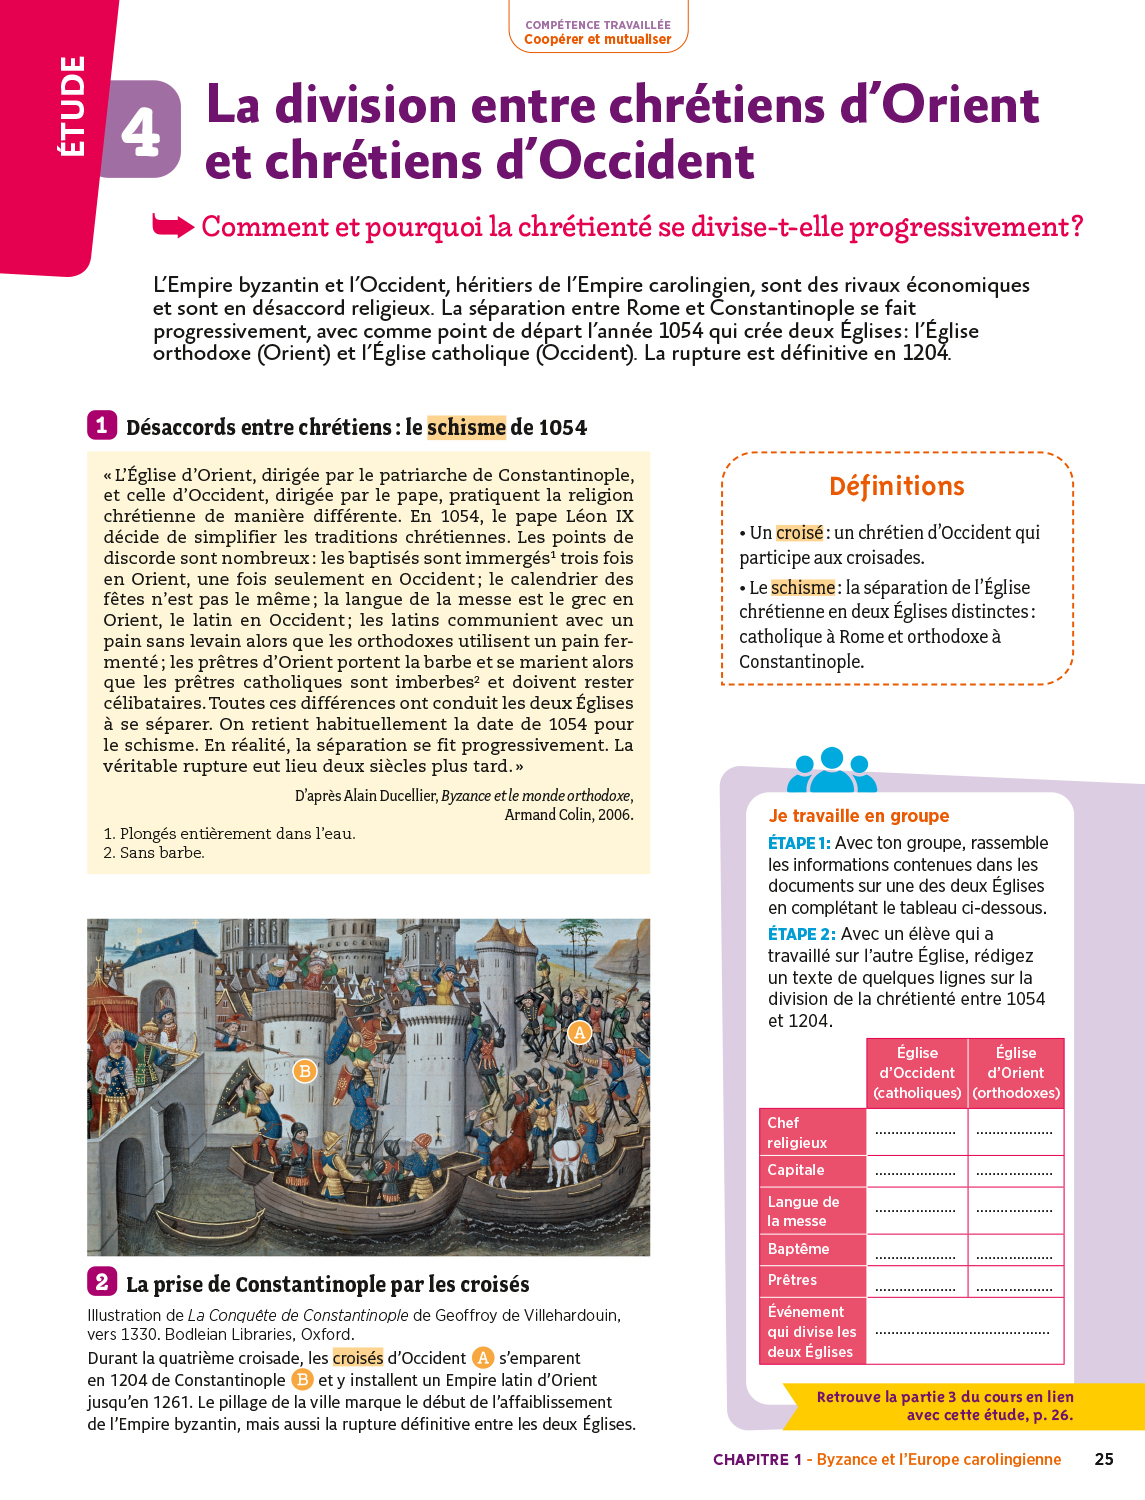 COMPÉTENCE TRAVAILLÉE
Coopérer et mutualiser
ÉTUDE
4
La division entre chrétiens d’Orient
et chrétiens d’Occident
Comment et pourquoi la chrétienté se divise-t-elle progressivement ?
L’Empire byzantin et l’Occident, héritiers de l’Empire carolingien, sont des rivaux économiques
et sont en désaccord religieux. La séparation entre Rome et Constantinople se fait
progressivement, avec comme point de départ l’année 1054 qui crée deux Églises : l’Église
orthodoxe (Orient) et l’Église catholique (Occident). La rupture est définitive en 1204.
1 Désaccords entre chrétiens : le schisme de 1054
« L’Église d’Orient, dirigée par le patriarche de Constantinople,
et celle d’Occident, dirigée par le pape, pratiquent la religion
chrétienne de manière différente. En 1054, le pape Léon IX
décide de simplifier les traditions chrétiennes. Les points de
discorde sont nombreux : les baptisés sont immergés¹ trois fois
en Orient, une fois seulement en Occident ; le calendrier des
fêtes n’est pas le même ; la langue de la messe est le grec en
Orient, le latin en Occident ; les latins communient avec un
pain sans levain alors que les orthodoxes utilisent un pain fer-
menté ; les prêtres d’Orient portent la barbe et se marient alors
que les prêtres catholiques sont imberbes² et doivent rester
célibataires. Toutes ces différences ont conduit les deux Églises
à se séparer. On retient habituellement la date de 1054 pour
le schisme. En réalité, la séparation se fit progressivement. La
véritable rupture eut lieu deux siècles plus tard. »
D’après Alain Ducellier, Byzance et le monde orthodoxe,
Armand Colin, 2006.
1. Plongés entièrement dans l’eau.
2. Sans barbe.
Définitions
• Un croisé : un chrétien d’Occident qui
participe aux croisades.
• Le schisme : la séparation de l’Église
chrétienne en deux Églises distinctes :
catholique à Rome et orthodoxe à
Constantinople.
A
B
2 La prise de Constantinople par les croisés
Illustration de La Conquête de Constantinople de Geoffroy de Villehardouin,
vers 1330. Bodleian Libraries, Oxford.
Durant la quatrième croisade, les croisés d’Occident A s’emparent
en 1204 de Constantinople B et y installent un Empire latin d’Orient
jusqu’en 1261. Le pillage de la ville marque le début de l’affaiblissement
de l’Empire byzantin, mais aussi la rupture définitive entre les deux Églises.
Je travaille en groupe
ÉTAPE 1 : Avec ton groupe, rassemble
les informations contenues dans les
documents sur une des deux Églises
en complétant le tableau ci-dessous.
ÉTAPE 2 : Avec un élève qui a
travaillé sur l’autre Église, rédigez
un texte de quelques lignes sur la
division de la chrétienté entre 1054
et 1204.
Église Église
d’Occident d’Orient
(catholiques) (orthodoxes)
Chef
religieux .................... ...................
Capitale .................... ...................
Langue de
la messe .................... ...................
Baptême .................... ...................
Prêtres .................... ...................
Événement
qui divise les ...........................................
deux Églises
Retrouve la partie 3 du cours en lien
avec cette étude, p. 26.
CHAPITRE 1 - Byzance et l’Europe carolingienne 25